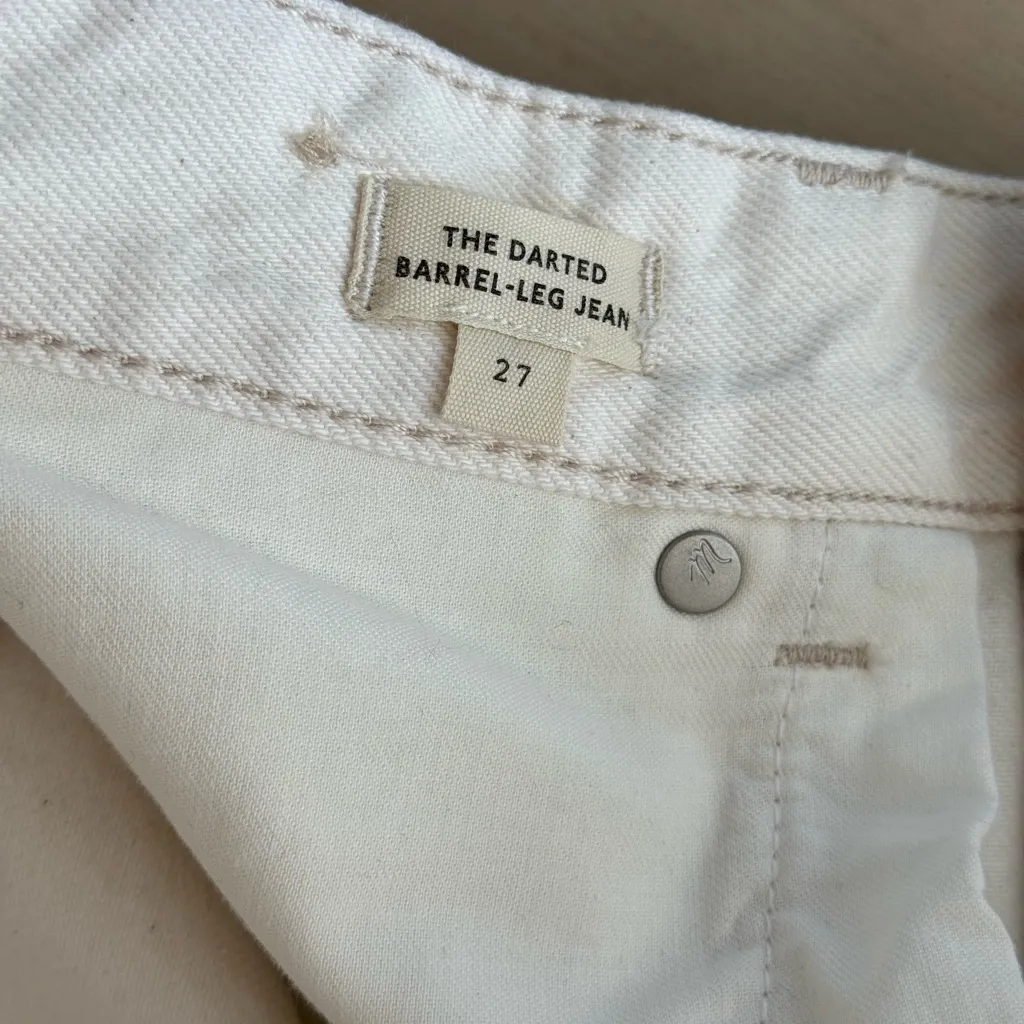 THE DARTED
BARREL-LEG JEAN
27
m